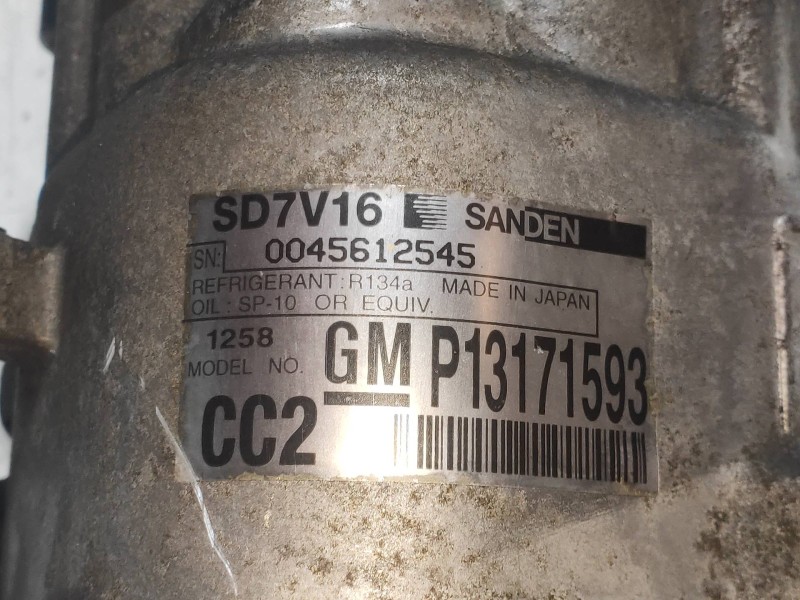 SD7V16 SANDEN
SN: 0045612545
REFRIGERANT: R134a MADE IN JAPAN
OIL : SP-10 OR EQUIV.
1258
MODEL NO. GM P13171593
CC2